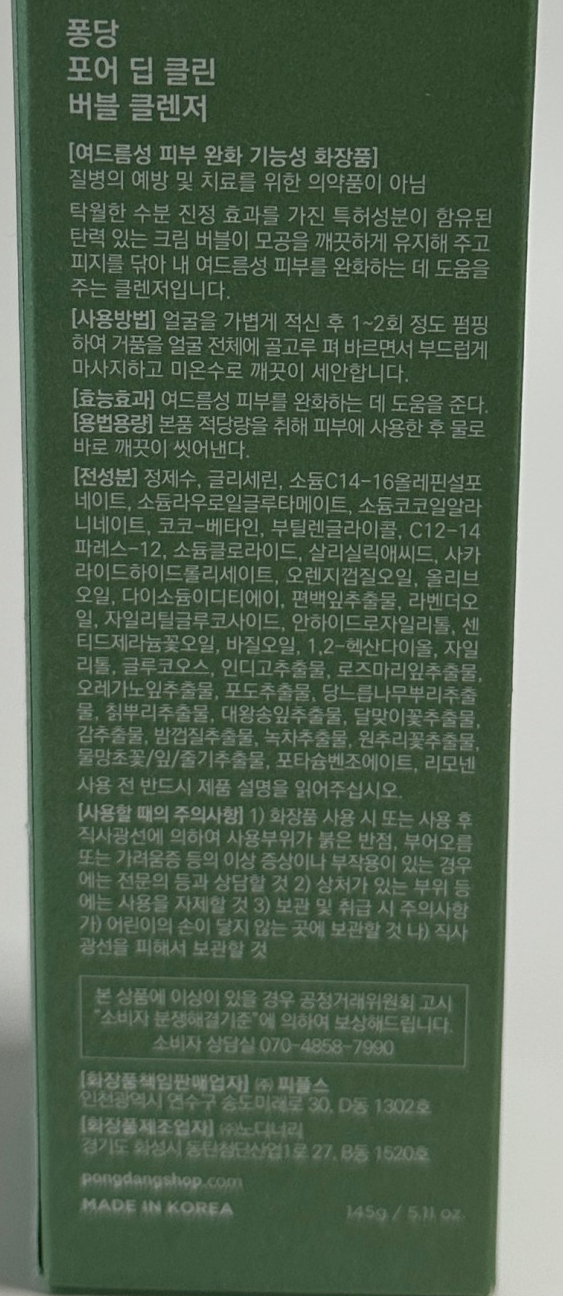 퐁당
포어 딥 클린
버블 클렌저
[여드름성 피부 완화 기능성 화장품]
질병의 예방 및 치료를 위한 의약품이 아님
탁월한 수분 진정 효과를 가진 특허성분이 함유된
탄력 있는 크림 버블이 모공을 깨끗하게 유지해 주고
피지를 닦아 내 여드름성 피부를 완화하는 데 도움을
주는 클렌저입니다.
[사용방법] 얼굴을 가볍게 적신 후 1~2회 정도 펌핑
하여 거품을 얼굴 전체에 골고루 펴 바르면서 부드럽게
마사지하고 미온수로 깨끗이 세안합니다.
[효능효과] 여드름성 피부를 완화하는 데 도움을 준다.
[용법용량] 본품 적당량을 취해 피부에 사용한 후 물로
바로 깨끗이 씻어낸다.
[전성분] 정제수, 글리세린, 소듐C14-16올레핀설포
네이트, 소듐라우로일글루타메이트, 소듐코코일알라
니네이트, 코코-베타인, 부틸렌글라이콜, C12-14
파레스-12, 소듐클로라이드, 살리실릭애씨드, 사카
라이드하이드롤리세이트, 오렌지껍질오일, 올리브
오일, 다이소듐이디티에이, 편백잎추출물, 라벤더오
일, 자일리틸글루코사이드, 안하이드로자일리톨, 센
티드제라늄꽃오일, 바질오일, 1,2-헥산다이올, 자일
리톨, 글루코오스, 인디고추출물, 로즈마리잎추출물,
오레가노잎추출물, 포도추출물, 당느릅나무뿌리추출
물, 칡뿌리추출물, 대왕송잎추출물, 달맞이꽃추출물,
감추출물, 밤껍질추출물, 녹차추출물, 원추리꽃추출물,
물망초꽃/잎/줄기추출물, 포타슘벤조에이트, 리모넨
사용 전 반드시 제품 설명을 읽어주십시오.
[사용할 때의 주의사항] 1) 화장품 사용 시 또는 사용 후
직사광선에 의하여 사용부위가 붉은 반점, 부어오름
또는 가려움증 등의 이상 증상이나 부작용이 있는 경우
에는 전문의 등과 상담할 것 2) 상처가 있는 부위 등
에는 사용을 자제할 것 3) 보관 및 취급 시 주의사항
가) 어린이의 손이 닿지 않는 곳에 보관할 것 나) 직사
광선을 피해서 보관할 것
본 상품에 이상이 있을 경우 공정거래위원회 고시
"소비자 분쟁해결기준"에 의하여 보상해드립니다.
소비자 상담실 070-4858-7990
[화장품책임판매업자] ㈜ 피플스
인천광역시 연수구 송도미래로 30, D동 1302호
[화장품제조업자] ㈜노디너리
경기도 화성시 동탄첨단산업1로 27, B동 1520호
pongdangshop.com
MADE IN KOREA 145g / 5.11 oz